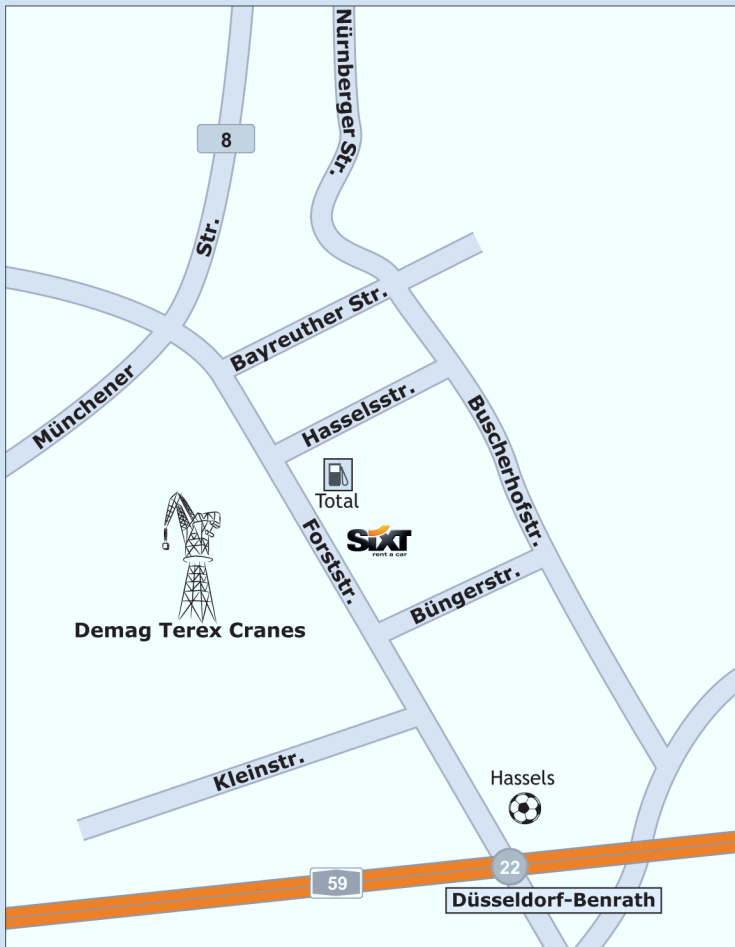 Nürnberger Str.
8
Str.
Bayreuther Str.
Münchener
Hasselsstr.
Buscherhofstr.
Total
Forststr.
SiXT
rent a car
Büngerstr.
Demag Terex Cranes
Kleinstr.
Hassels
22
59
Düsseldorf-Benrath